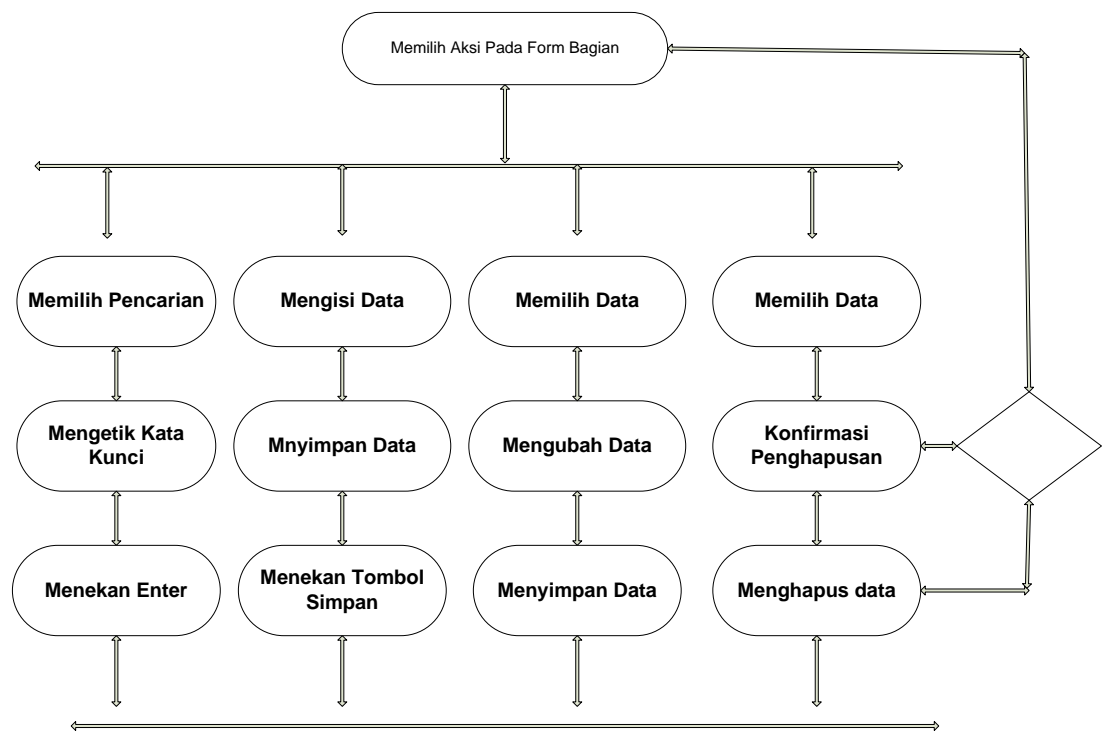 Memilih Aksi Pada Form Bagian
Memilih Pencarian
Mengisi Data
Memilih Data
Memilih Data
Mengetik Kata
Kunci
Mnyimpan Data
Mengubah Data
Konfirmasi
Penghapusan
Menekan Enter
Menekan Tombol
Simpan
Menyimpan Data
Menghapus data